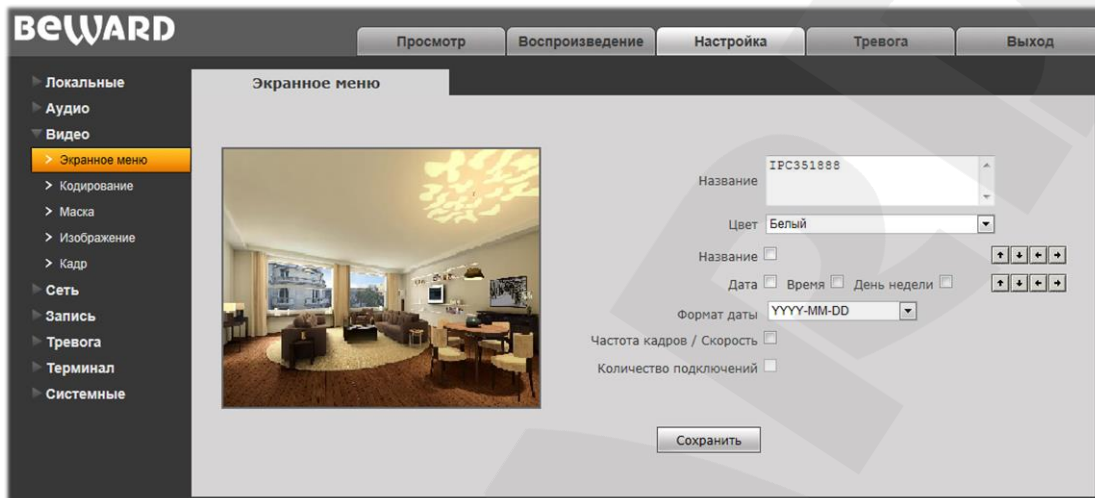 BEWARD
Просмотр Воспроизведение Настройка Тревога Выход
Экранное меню
Локальные
Аудио
Видео
Экранное меню
Кодирование
Маска
Изображение
Кадр
Сеть
Запись
Тревога
Терминал
Системные
Название IPC351888
Цвет Белый
Название
Дата Время День недели
Формат даты YYYY-MM-DD
Частота кадров / Скорость
Количество подключений
Сохранить